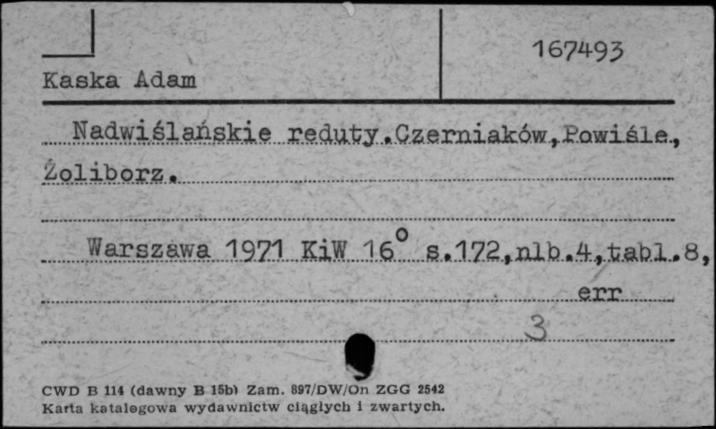 167493
Kaska Adam
Nadwiślańskie reduty.Czerniaków,Powiśle,
Żoliborz.
Warszawa 1971 KiW 16° s.172,nlb.4,tabl.8,
err
3
CWD B 114 (dawny B 15b) Zam. 897/DW/On ZGG 2542
Karta katalogowa wydawnictw ciągłych i zwartych.